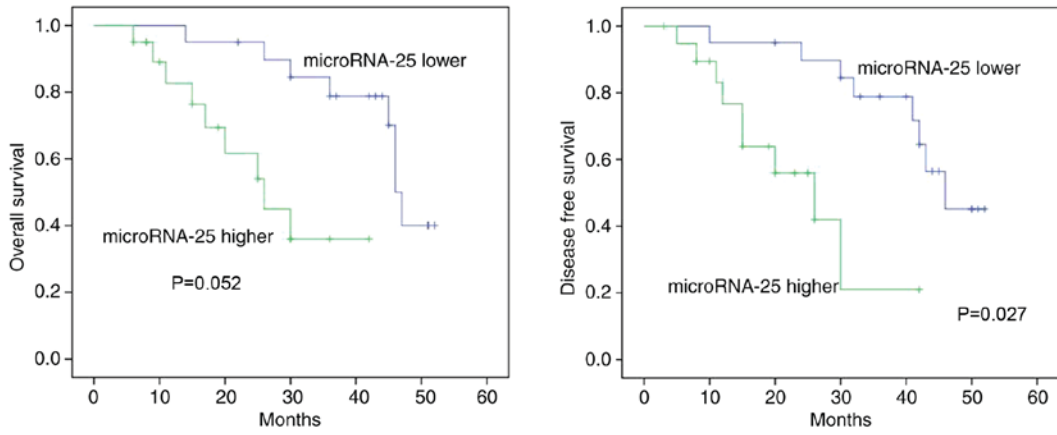 Overall survival
1.0
0.8
0.6
0.4
0.2
0.0
microRNA-25 lower
microRNA-25 higher
P=0.052
0 10 20 30 40 50 60
Months
Disease free survival
1.0
0.8
0.6
0.4
0.2
0.0
microRNA-25 lower
microRNA-25 higher
P=0.027
0 10 20 30 40 50 60
Months